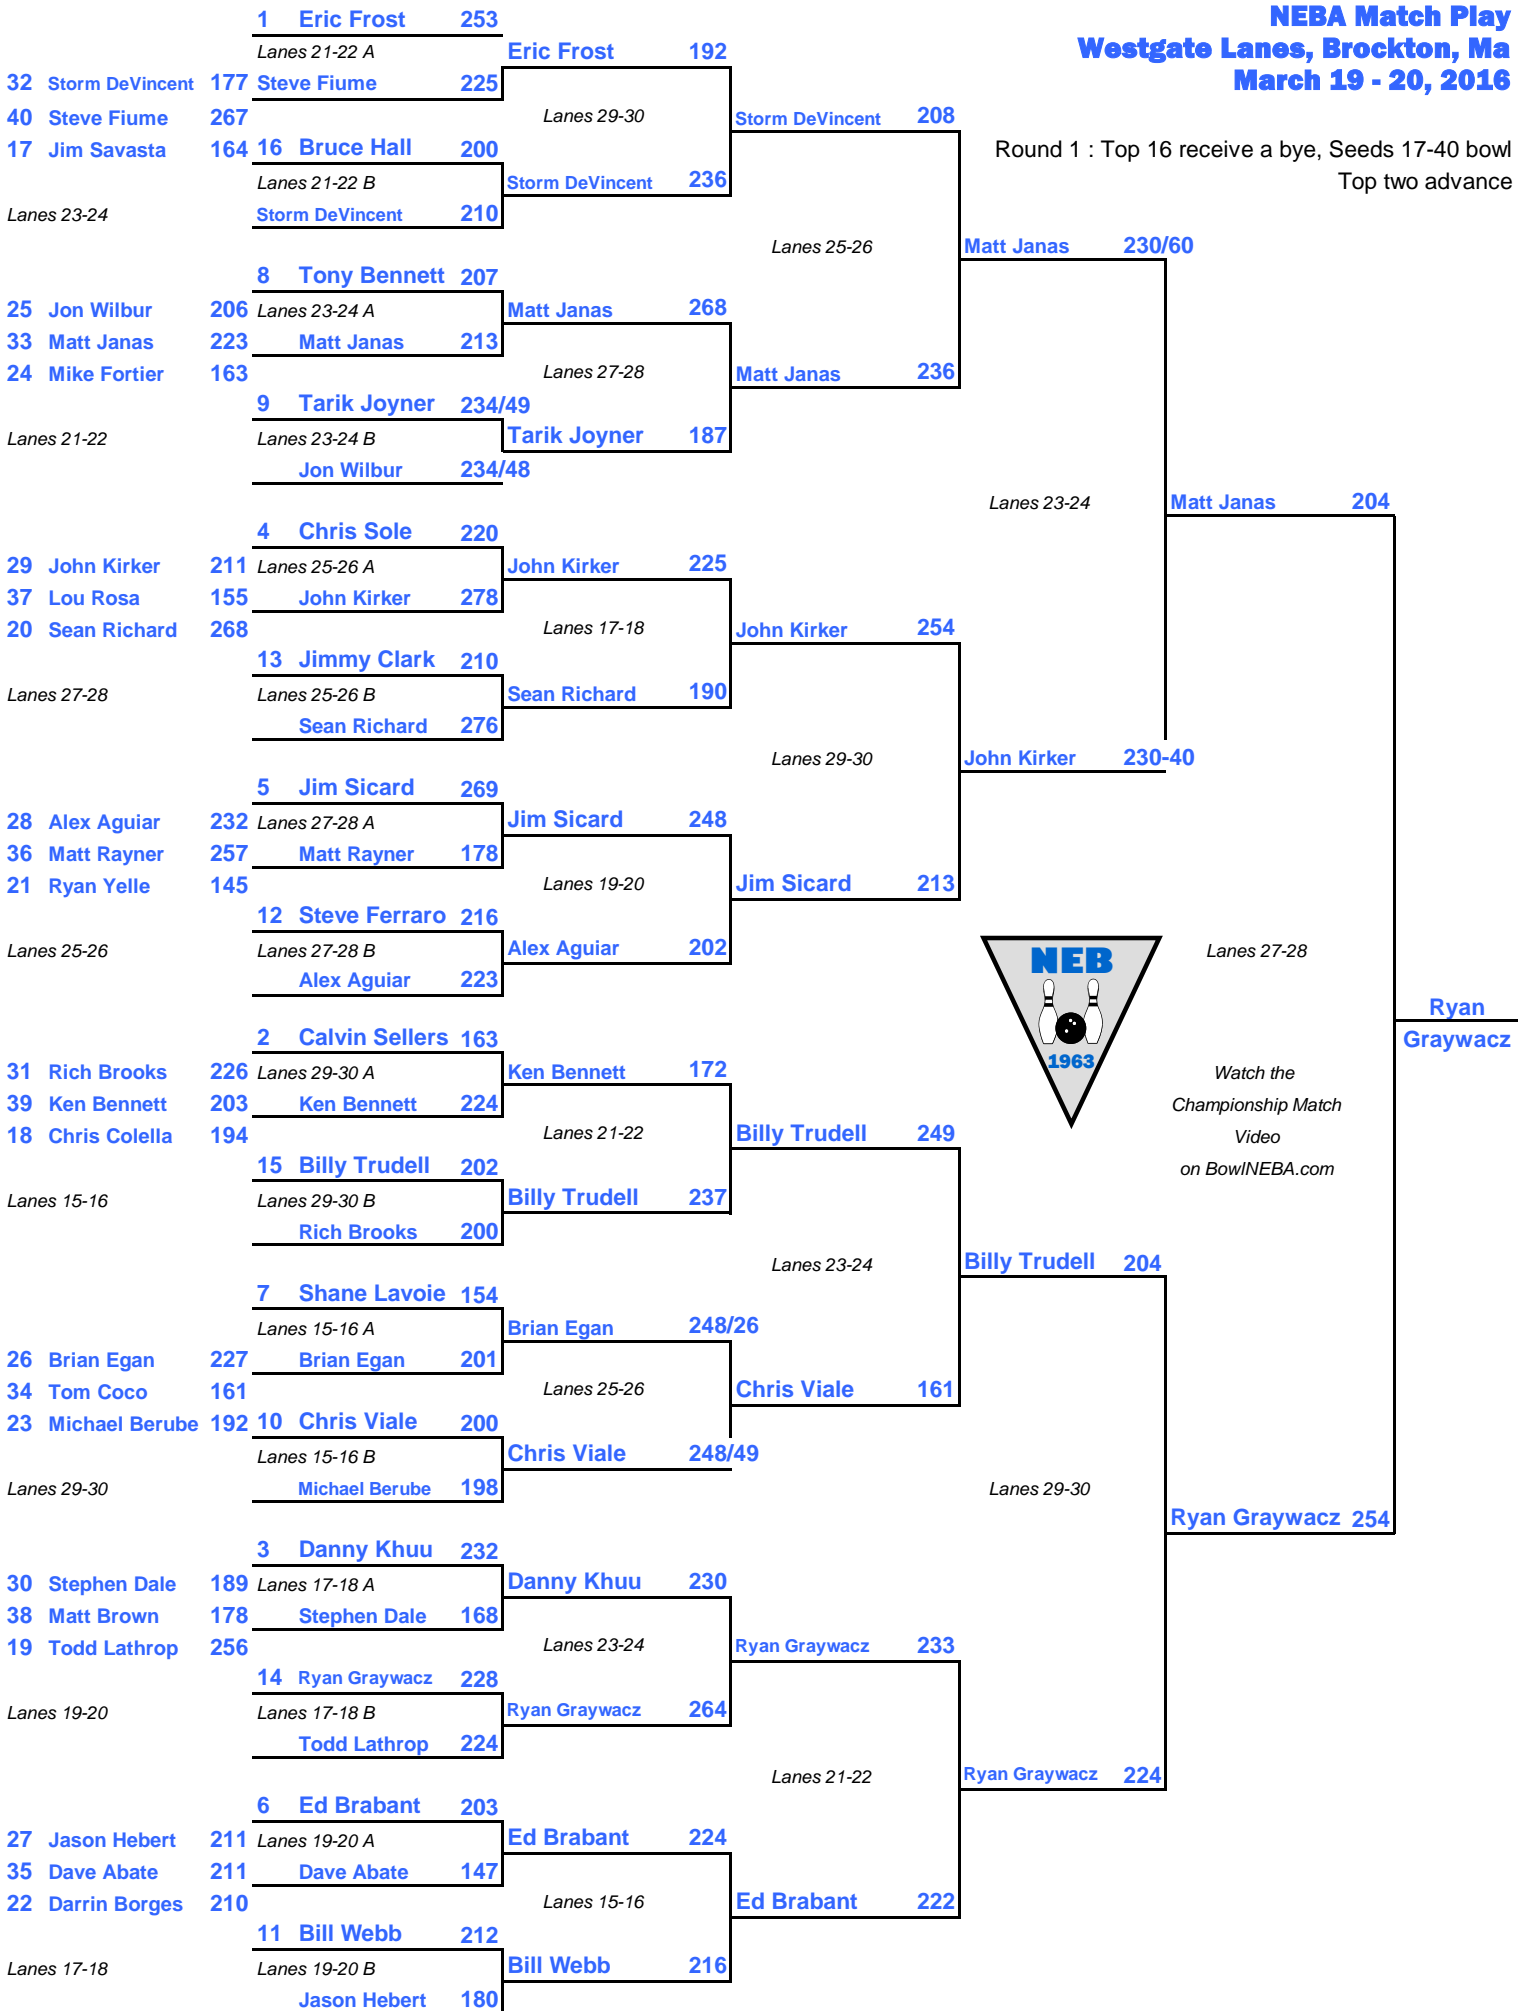 NEBA Match Play
Westgate Lanes, Brockton, Ma
March 19 - 20, 2016
Round 1 : Top 16 receive a bye, Seeds 17-40 bowl
Top two advance
32 Storm DeVincent 177
40 Steve Fiume 267
17 Jim Savasta 164
Lanes 23-24
25 Jon Wilbur 206
33 Matt Janas 223
24 Mike Fortier 163
Lanes 21-22
29 John Kirker 211
37 Lou Rosa 155
20 Sean Richard 268
Lanes 27-28
28 Alex Aguiar 232
36 Matt Rayner 257
21 Ryan Yelle 145
Lanes 25-26
31 Rich Brooks 226
39 Ken Bennett 203
18 Chris Colella 194
Lanes 15-16
26 Brian Egan 227
34 Tom Coco 161
23 Michael Berube 192
Lanes 29-30
30 Stephen Dale 189
38 Matt Brown 178
19 Todd Lathrop 256
Lanes 19-20
27 Jason Hebert 211
35 Dave Abate 211
22 Darrin Borges 210
Lanes 17-18
1 Eric Frost 253
Lanes 21-22 A
Steve Fiume 225
16 Bruce Hall 200
Lanes 21-22 B
Storm DeVincent 210
8 Tony Bennett 207
Lanes 23-24 A
Matt Janas 213
9 Tarik Joyner 234/49
Lanes 23-24 B
Jon Wilbur 234/48
4 Chris Sole 220
Lanes 25-26 A
John Kirker 278
13 Jimmy Clark 210
Lanes 25-26 B
Sean Richard 276
5 Jim Sicard 269
Lanes 27-28 A
Matt Rayner 178
12 Steve Ferraro 216
Lanes 27-28 B
Alex Aguiar 223
2 Calvin Sellers 163
Lanes 29-30 A
Ken Bennett 224
15 Billy Trudell 202
Lanes 29-30 B
Rich Brooks 200
7 Shane Lavoie 154
Lanes 15-16 A
Brian Egan 201
10 Chris Viale 200
Lanes 15-16 B
Michael Berube 198
3 Danny Khuu 232
Lanes 17-18 A
Stephen Dale 168
14 Ryan Graywacz 228
Lanes 17-18 B
Todd Lathrop 224
6 Ed Brabant 203
Lanes 19-20 A
Dave Abate 147
11 Bill Webb 212
Lanes 19-20 B
Jason Hebert 180
Eric Frost 192
Lanes 29-30
Storm DeVincent 236
Matt Janas 268
Lanes 27-28
Tarik Joyner 187
John Kirker 225
Lanes 17-18
Sean Richard 190
Jim Sicard 248
Lanes 19-20
Alex Aguiar 202
Ken Bennett 172
Lanes 21-22
Billy Trudell 237
Brian Egan 248/26
Lanes 25-26
Chris Viale 248/49
Danny Khuu 230
Lanes 23-24
Ryan Graywacz 264
Ed Brabant 224
Lanes 15-16
Bill Webb 216
Storm DeVincent 208
Lanes 25-26
Matt Janas 236
John Kirker 254
Lanes 29-30
Jim Sicard 213
Billy Trudell 249
Lanes 23-24
Chris Viale 161
Ryan Graywacz 233
Lanes 21-22
Ed Brabant 222
Matt Janas 230/60
Lanes 23-24
John Kirker 230-40
Billy Trudell 204
Lanes 29-30
Ryan Graywacz 224
Matt Janas 204
Lanes 27-28
Ryan Graywacz 254
Ryan
Graywacz
NEB
1963
Watch the
Championship Match
Video
on BowlNEBA.com